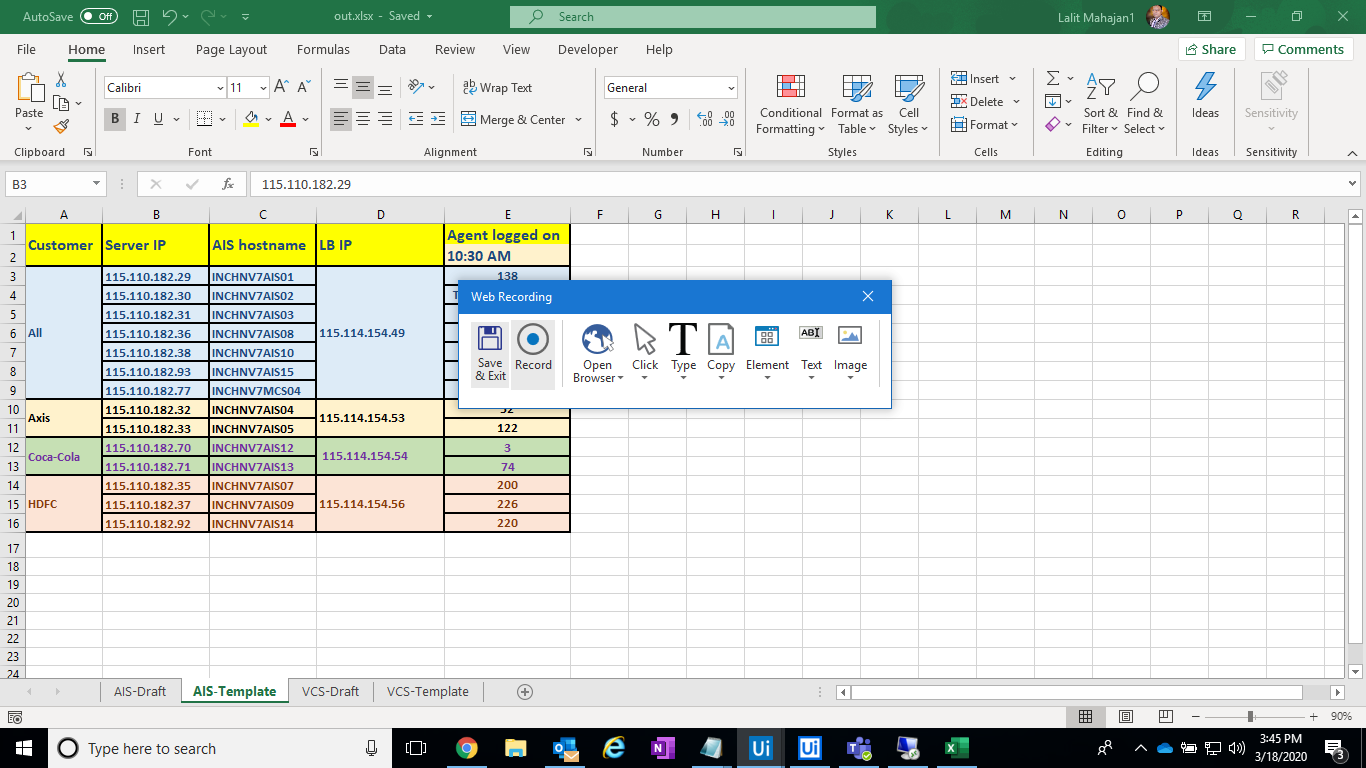 AutoSave Off out.xlsx - Saved Search Lalit Mahajan1
File Home Insert Page Layout Formulas Data Review View Developer Help Share Comments
Paste Calibri 11 A A ab Wrap Text General Conditional Formatting Format as Table Cell Styles Insert Sort & Filter Find & Select Ideas Sensitivity
B I U A Merge & Center $ % Delete
Format
Clipboard Font Alignment Number Styles Cells Editing Ideas Sensitivity
B3 fx 115.110.182.29
A B C D E F G H I J K L M N O P Q R
1 Customer Server IP AIS hostname LB IP Agent logged on
2 10:30 AM
3 115.110.182.29 INCHNV7AIS01 138
4 115.110.182.30 INCHNV7AIS02
5 115.110.182.31 INCHNV7AIS03
6 All 115.110.182.36 INCHNV7AIS08 115.114.154.49
7 115.110.182.38 INCHNV7AIS10
8 115.110.182.93 INCHNV7AIS15
9 115.110.182.77 INCHNV7MCS04
10 Axis 115.110.182.32 INCHNV7AIS04 115.114.154.53
11 115.110.182.33 INCHNV7AIS05 122
12 Coca-Cola 115.110.182.70 INCHNV7AIS12 115.114.154.54 3
13 115.110.182.71 INCHNV7AIS13 74
14 115.110.182.35 INCHNV7AIS07 200
15 HDFC 115.110.182.37 INCHNV7AIS09 115.114.154.56 226
16 115.110.182.92 INCHNV7AIS14 220
17
18
19
20
21
22
23
24
Web Recording
Save & Exit Record Open Browser Click Type Copy Element Text Image
AIS-Draft AIS-Template VCS-Draft VCS-Template
90%
Type here to search
3:45 PM
3/18/2020
3